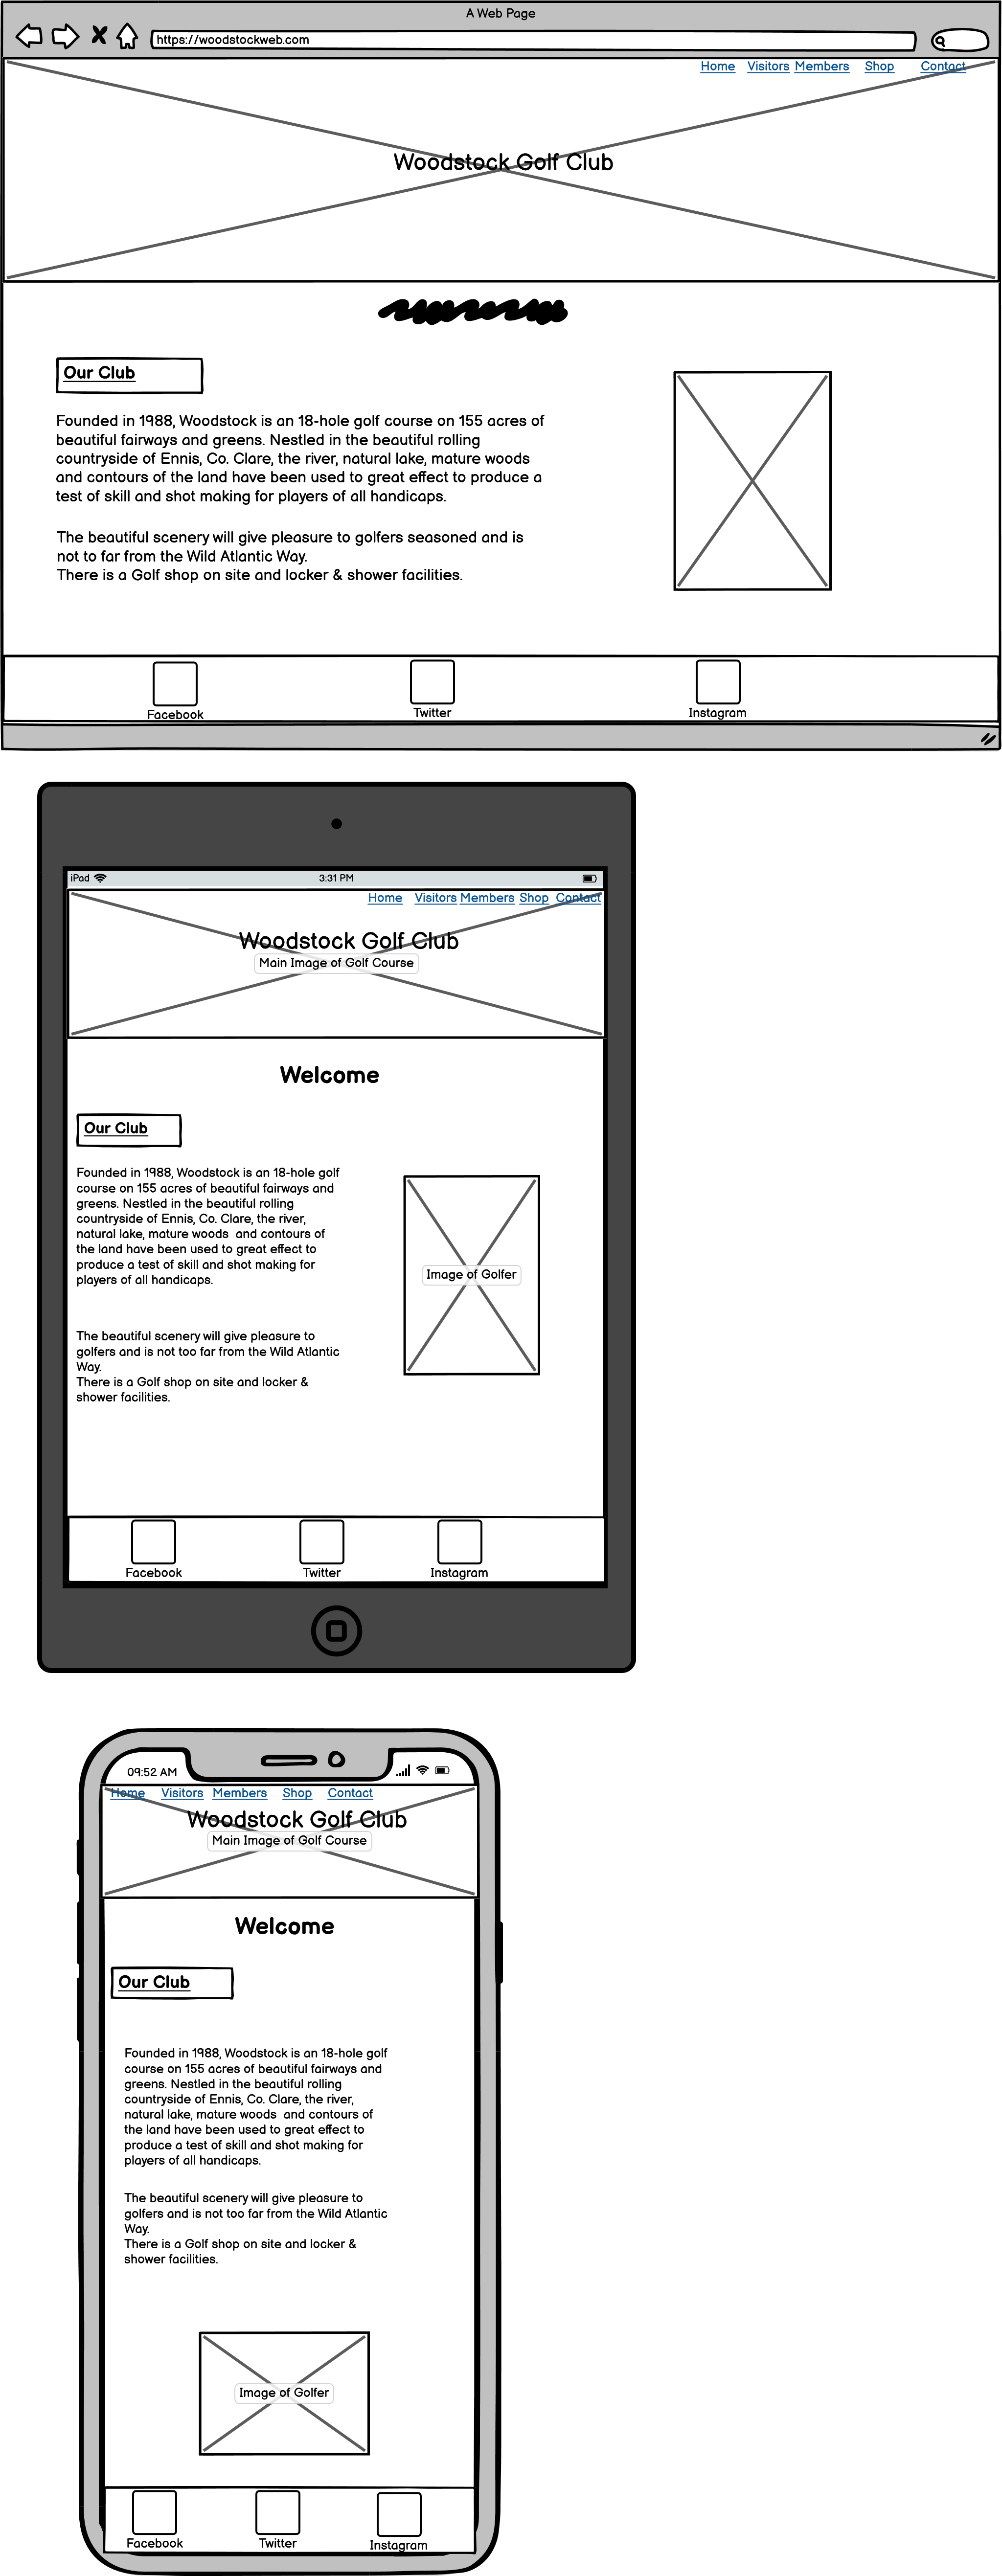 A Web Page
https://woodstockweb.com
Home Visitors Members Shop Contact
Woodstock Golf Club
Our Club
Founded in 1988, Woodstock is an 18-hole golf course on 155 acres of
beautiful fairways and greens. Nestled in the beautiful rolling
countryside of Ennis, Co. Clare, the river, natural lake, mature woods
and contours of the land have been used to great effect to produce a
test of skill and shot making for players of all handicaps.
The beautiful scenery will give pleasure to golfers seasoned and is
not to far from the Wild Atlantic Way.
There is a Golf shop on site and locker & shower facilities.
Facebook Twitter Instagram
iPad 3:31 PM
Home Visitors Members Shop Contact
Woodstock Golf Club
Main Image of Golf Course
Welcome
Our Club
Founded in 1988, Woodstock is an 18-hole golf
course on 155 acres of beautiful fairways and
greens. Nestled in the beautiful rolling
countryside of Ennis, Co. Clare, the river,
natural lake, mature woods and contours of
the land have been used to great effect to
produce a test of skill and shot making for
players of all handicaps.
Image of Golfer
The beautiful scenery will give pleasure to
golfers and is not too far from the Wild Atlantic
Way.
There is a Golf shop on site and locker &
shower facilities.
Facebook Twitter Instagram
09:52 AM
Home Visitors Members Shop Contact
Woodstock Golf Club
Main Image of Golf Course
Welcome
Our Club
Founded in 1988, Woodstock is an 18-hole golf
course on 155 acres of beautiful fairways and
greens. Nestled in the beautiful rolling
countryside of Ennis, Co. Clare, the river,
natural lake, mature woods and contours of
the land have been used to great effect to
produce a test of skill and shot making for
players of all handicaps.
The beautiful scenery will give pleasure to
golfers and is not too far from the Wild Atlantic
Way.
There is a Golf shop on site and locker &
shower facilities.
Image of Golfer
Facebook Twitter Instagram